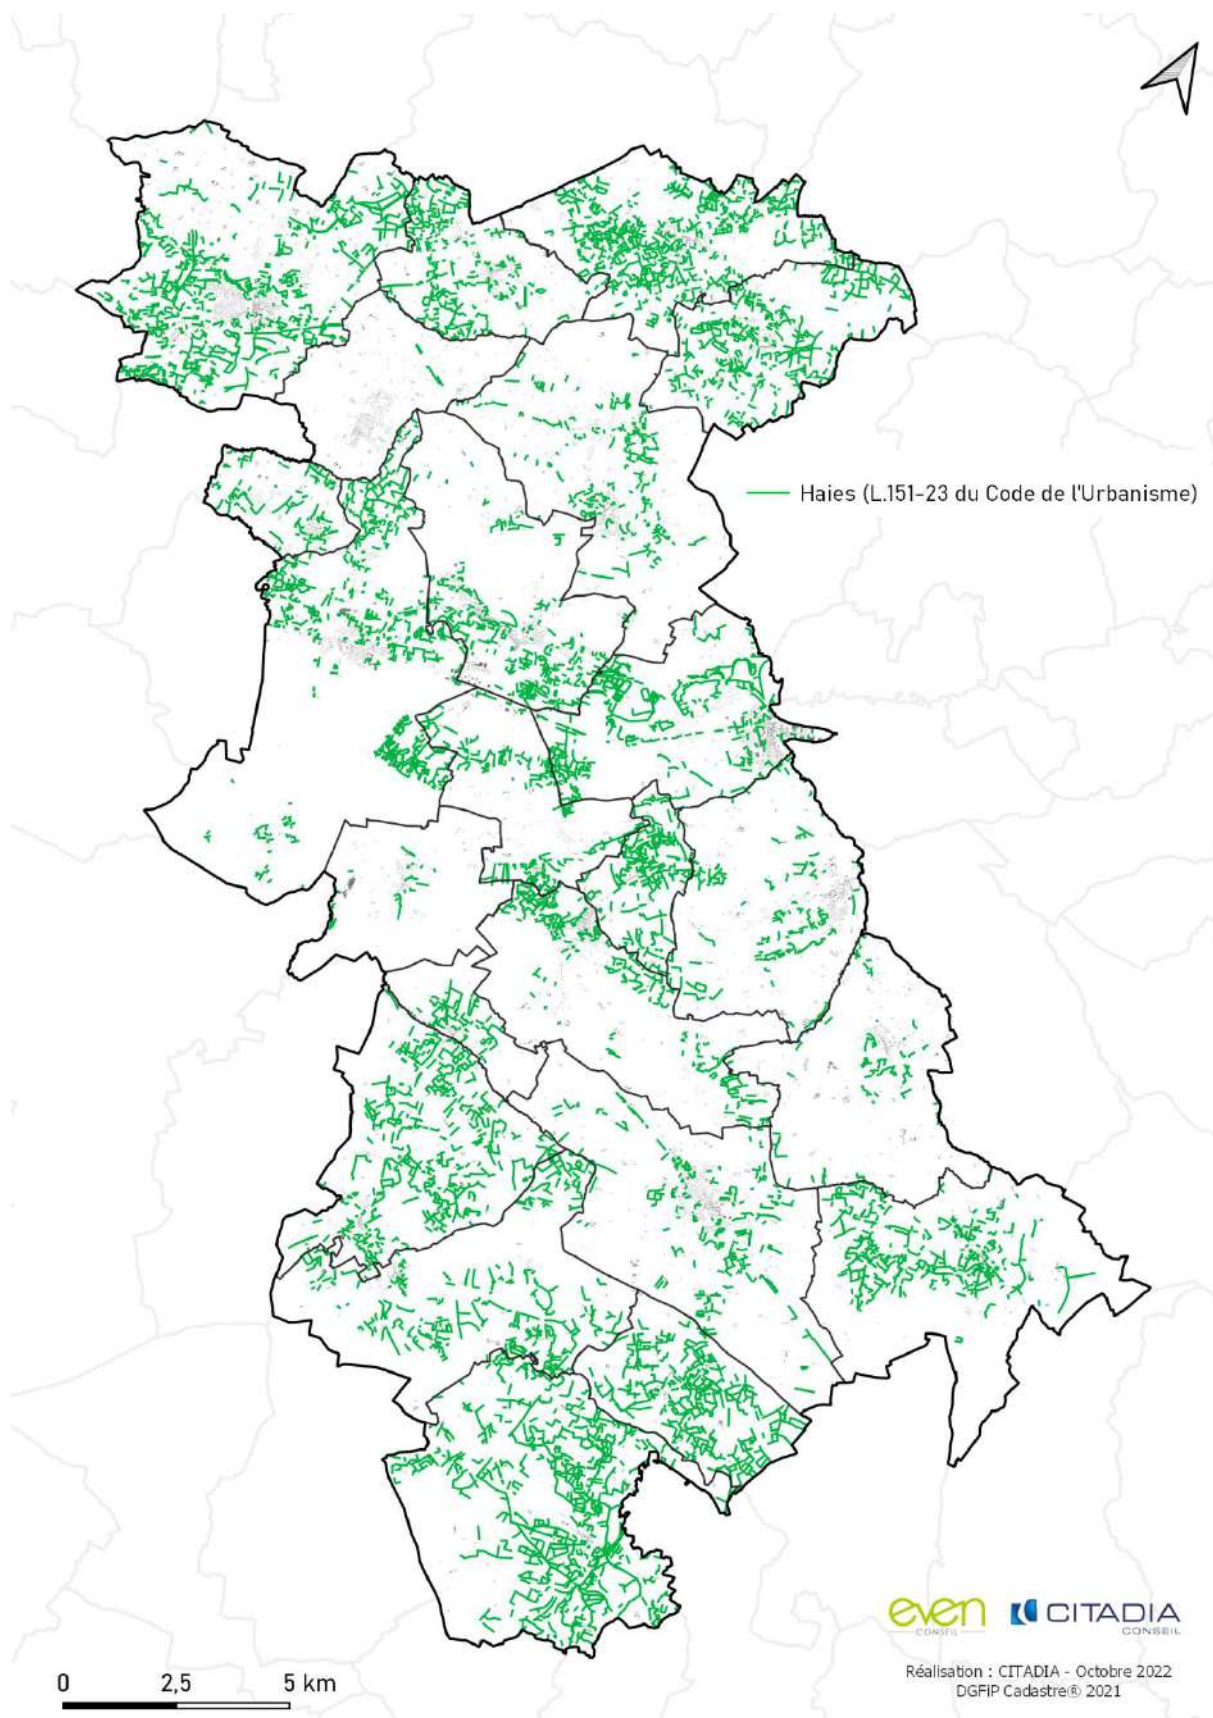 Haies (L.151-23 du Code de l'Urbanisme)
even
CONSEIL
CITADIA
CONSEIL
0 2,5 5 km
Réalisation : CITADIA - Octobre 2022
DGFiP Cadastre® 2021